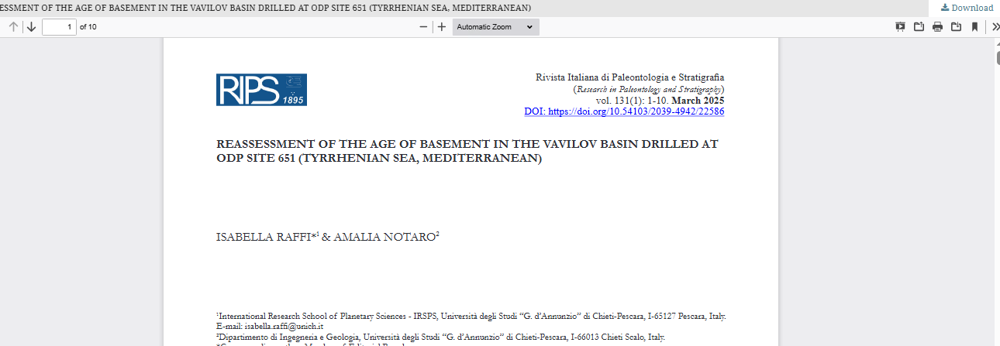 ESSMENT OF THE AGE OF BASEMENT IN THE VAVILOV BASIN DRILLED AT ODP SITE 651 (TYRRHENIAN SEA, MEDITERRANEAN)
Download
1 of 10
Automatic Zoom
RIPS
1895
Rivista Italiana di Paleontologia e Stratigrafia
(Research in Paleontology and Stratigraphy)
vol. 131(1): 1-10. March 2025
DOI: https://doi.org/10.54103/2039-4942/22586
REASSESSMENT OF THE AGE OF BASEMENT IN THE VAVILOV BASIN DRILLED AT
ODP SITE 651 (TYRRHENIAN SEA, MEDITERRANEAN)
ISABELLA RAFFI*¹ & AMALIA NOTARO²
¹International Research School of Planetary Sciences - IRSPS, Università degli Studi “G. d’Annunzio” di Chieti-Pescara, I-65127 Pescara, Italy.
E-mail: isabella.raffi@unich.it
²Dipartimento di Ingegneria e Geologia, Università degli Studi “G. d’Annunzio” di Chieti-Pescara, I-66013 Chieti Scalo, Italy.